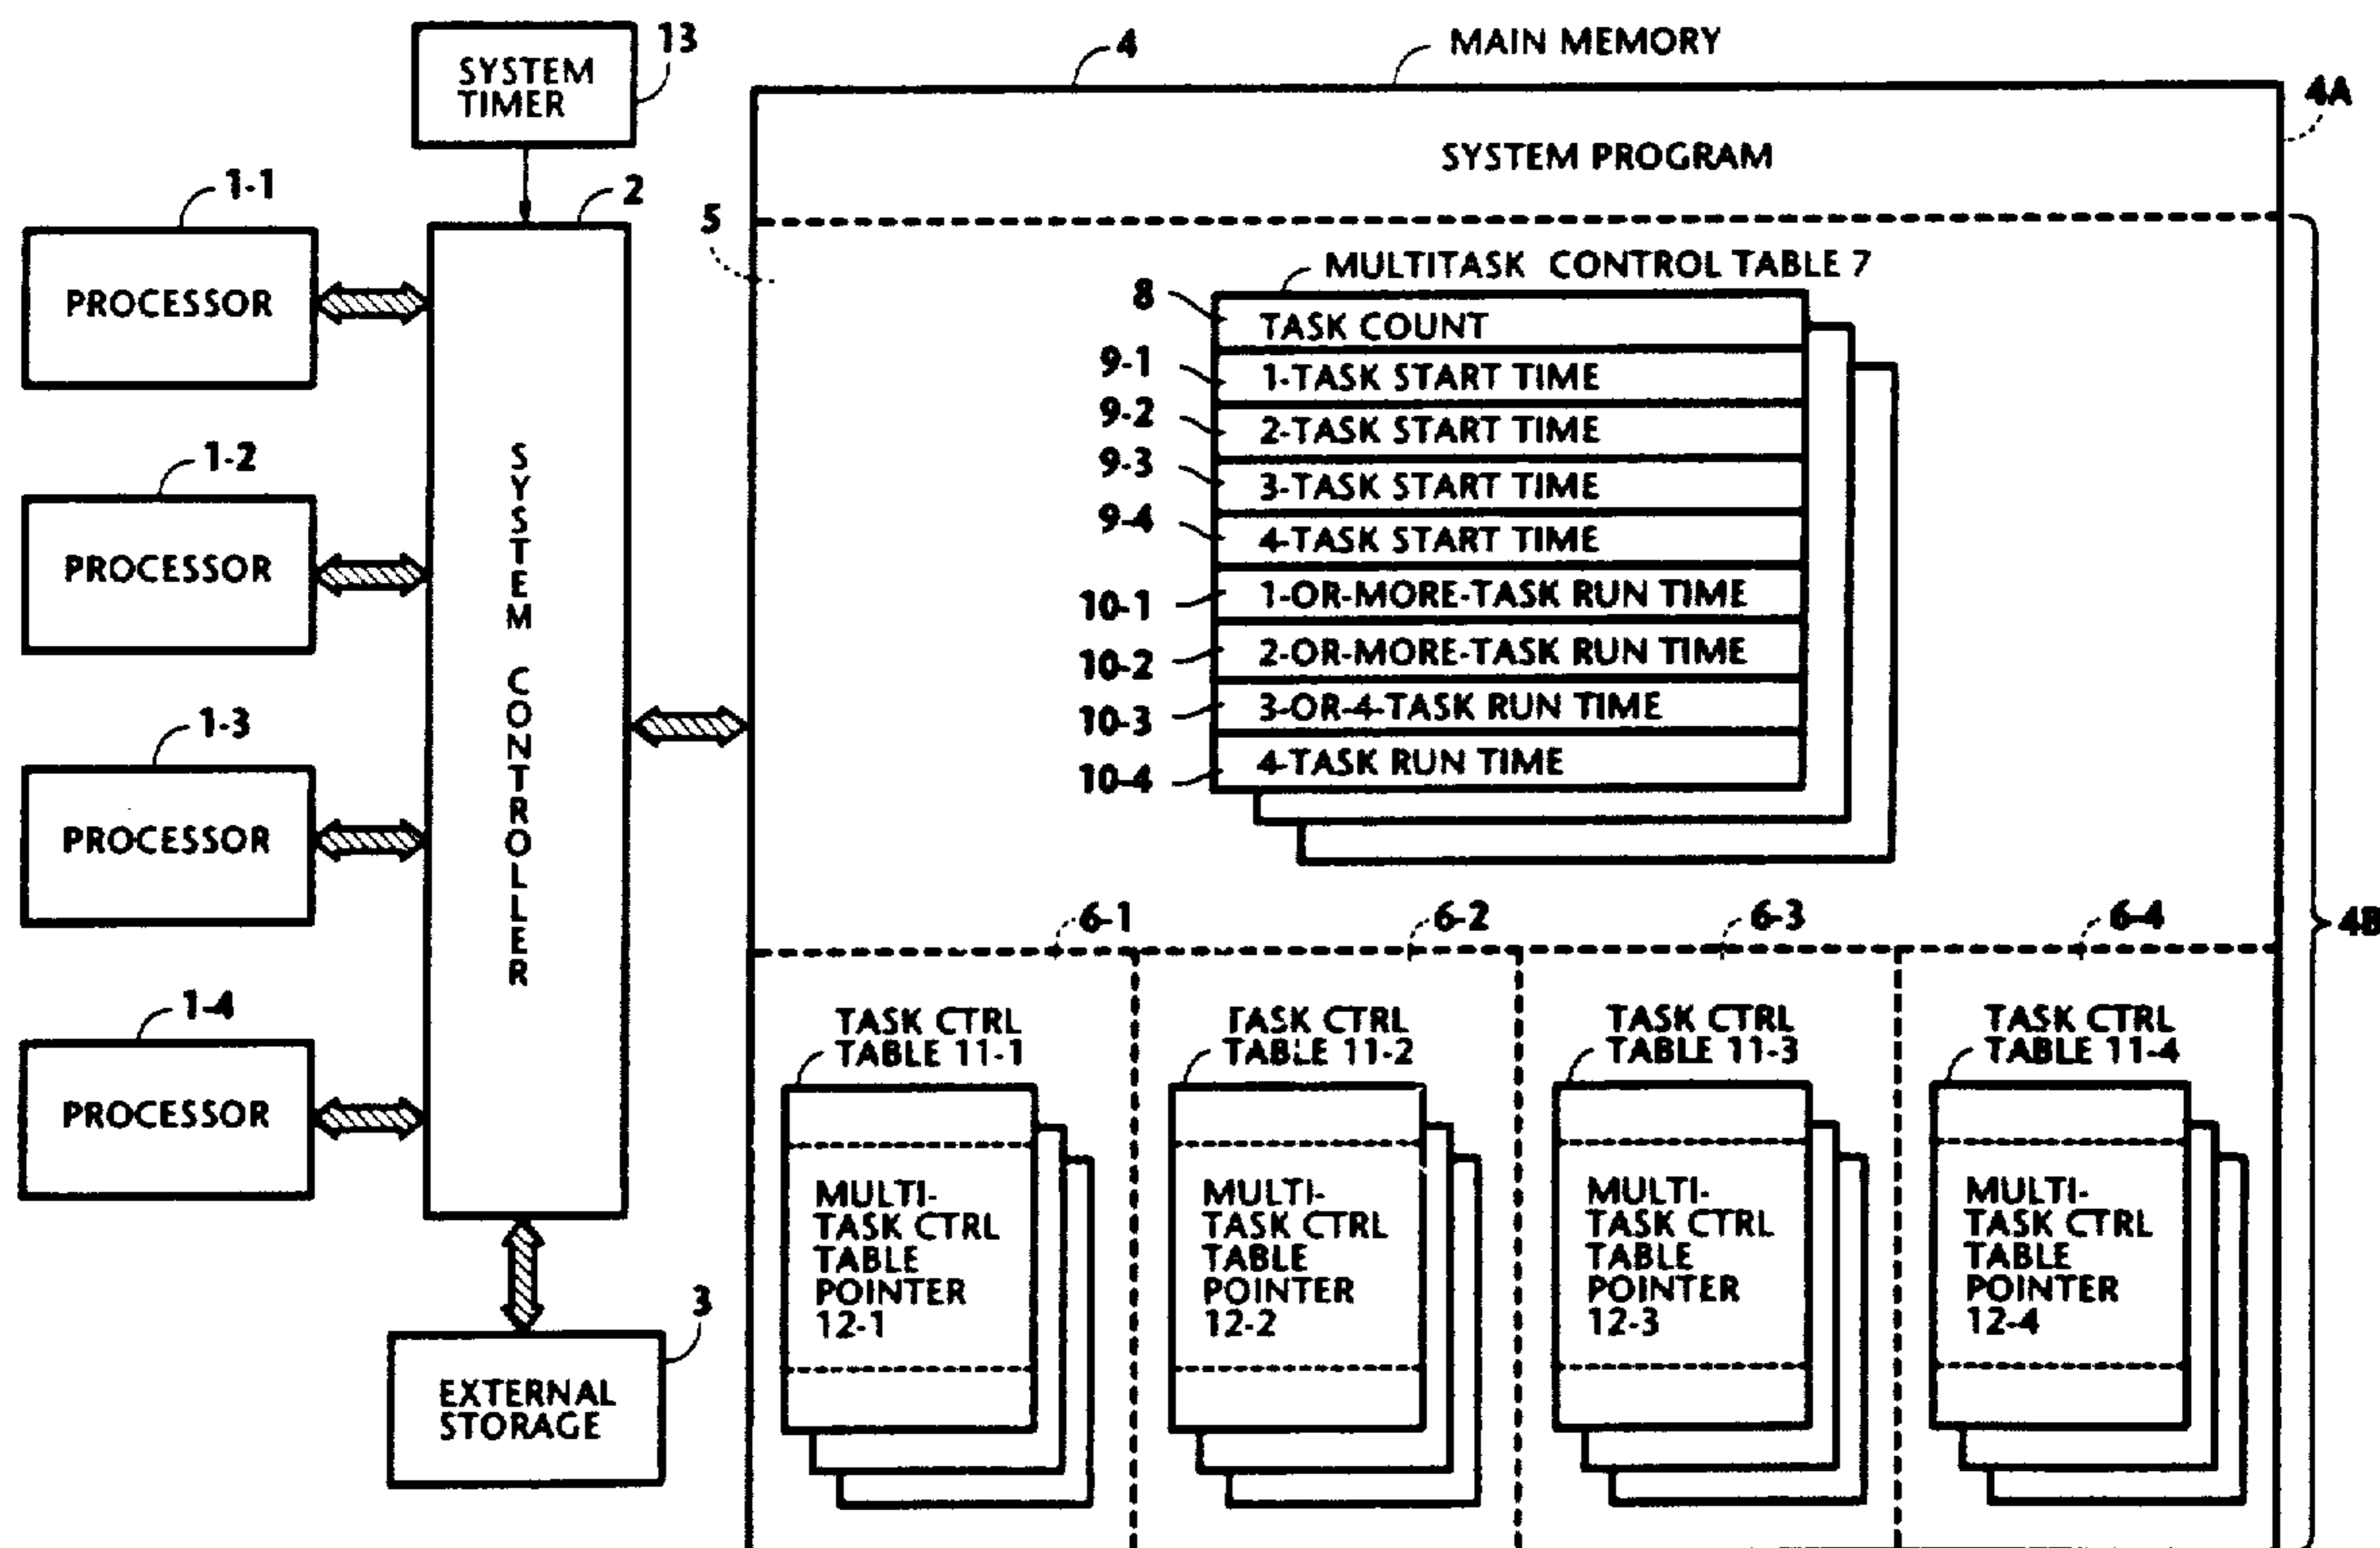 13
SYSTEM
TIMER
4
MAIN MEMORY
4A
SYSTEM PROGRAM
1-1
PROCESSOR
2
SYSTEM CONTROLLER
1-2
PROCESSOR
1-3
PROCESSOR
1-4
PROCESSOR
3
EXTERNAL
STORAGE
5
MULTITASK CONTROL TABLE 7
8
TASK COUNT
9-1
1-TASK START TIME
9-2
2-TASK START TIME
9-3
3-TASK START TIME
9-4
4-TASK START TIME
10-1
1-OR-MORE-TASK RUN TIME
10-2
2-OR-MORE-TASK RUN TIME
10-3
3-OR-4-TASK RUN TIME
10-4
4-TASK RUN TIME
4B
6-1
TASK CTRL
TABLE 11-1
MULTI-
TASK CTRL
TABLE
POINTER
12-1
6-2
TASK CTRL
TABLE 11-2
MULTI-
TASK CTRL
TABLE
POINTER
12-2
6-3
TASK CTRL
TABLE 11-3
MULTI-
TASK CTRL
TABLE
POINTER
12-3
6-4
TASK CTRL
TABLE 11-4
MULTI-
TASK CTRL
TABLE
POINTER
12-4